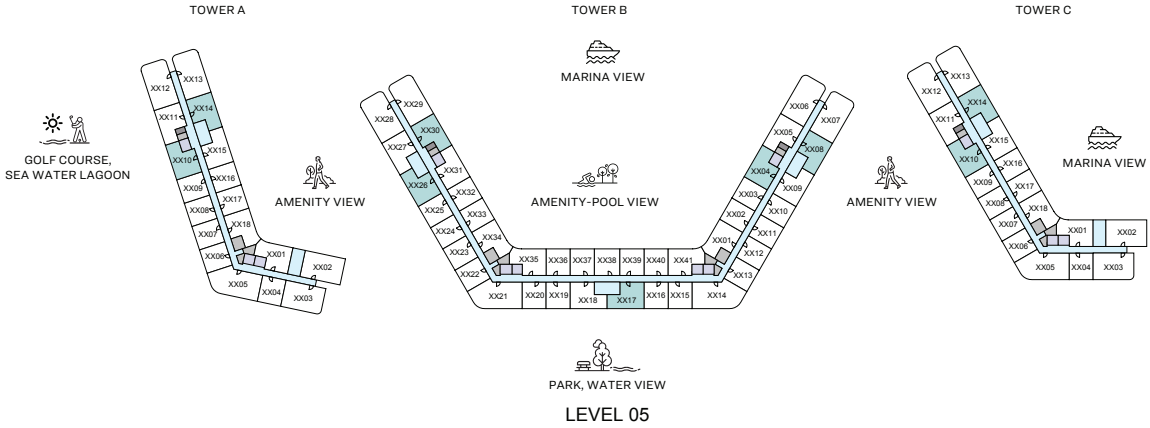 TOWER A
TOWER B
TOWER C
MARINA VIEW
GOLF COURSE,
SEA WATER LAGOON
AMENITY VIEW
AMENITY-POOL VIEW
AMENITY VIEW
MARINA VIEW
PARK, WATER VIEW
XX12
XX13
XX11
XX14
XX10
XX15
XX09
XX16
XX08
XX17
XX07
XX18
XX06
XX01
XX02
XX05
XX04
XX03
XX29
XX28
XX30
XX27
XX31
XX26
XX32
XX25
XX33
XX24
XX34
XX23
XX22
XX35
XX36
XX37
XX38
XX39
XX40
XX41
XX21
XX20
XX19
XX18
XX17
XX16
XX15
XX14
XX06
XX07
XX05
XX08
XX04
XX09
XX03
XX10
XX02
XX11
XX01
XX12
XX13
XX13
XX12
XX14
XX11
XX15
XX10
XX16
XX09
XX17
XX08
XX18
XX07
XX06
XX01
XX02
XX05
XX04
XX03
LEVEL 05